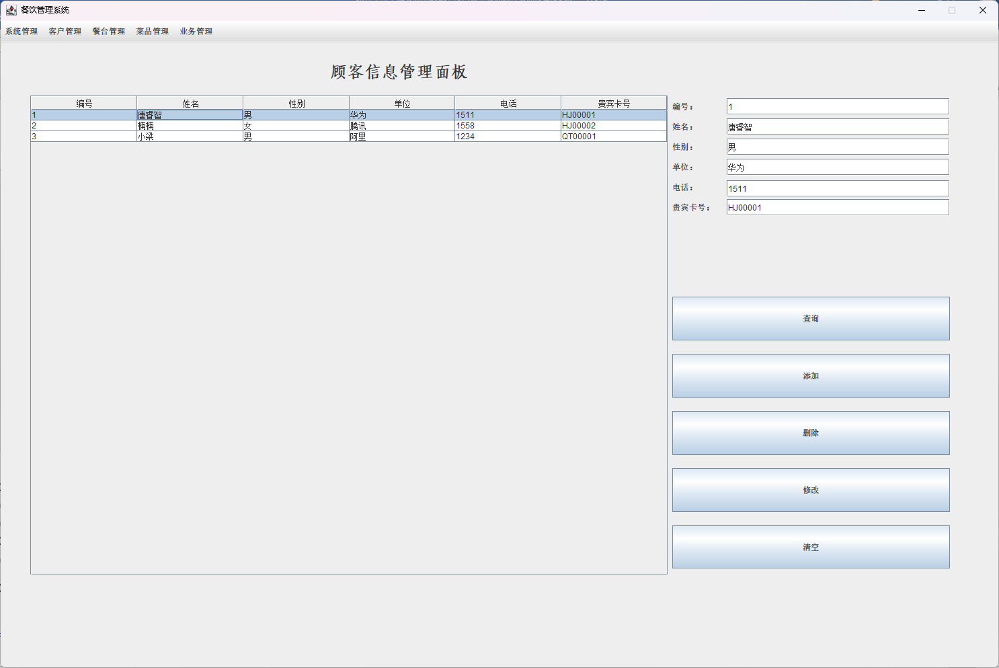 餐饮管理系统
系统管理 客户管理 餐台管理 菜品管理 业务管理
顾客信息管理面板
编号 姓名 性别 单位 电话 贵宾卡号
1 唐睿智 男 华为 1511 HJ00001
2 楠楠 女 腾讯 1558 HJ00002
3 小梁 男 阿里 1234 QT00001
编号： 1
姓名： 唐睿智
性别： 男
单位： 华为
电话： 1511
贵宾卡号： HJ00001
查询
添加
删除
修改
清空